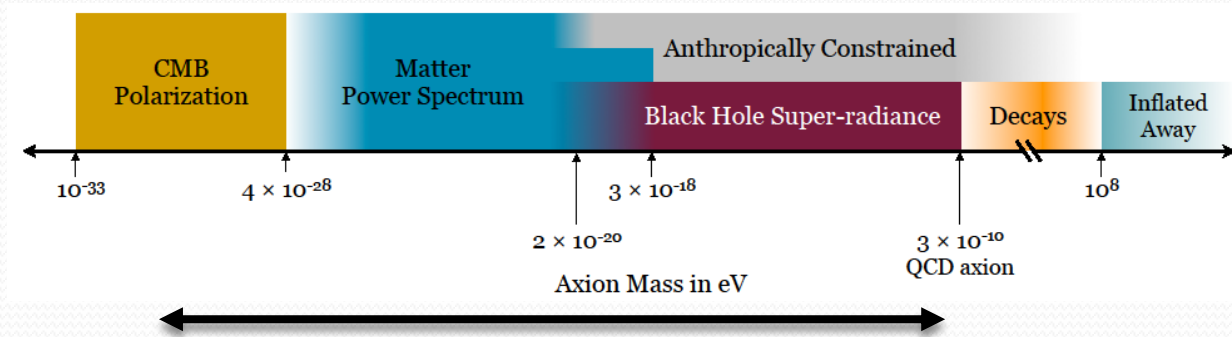 CMB
Polarization
Matter
Power Spectrum
Anthropically Constrained
Black Hole Super-radiance
Decays
Inflated
Away
10⁻³³
4 × 10⁻²⁸
2 × 10⁻²⁰
3 × 10⁻¹⁸
3 × 10⁻¹⁰
QCD axion
10⁸
Axion Mass in eV